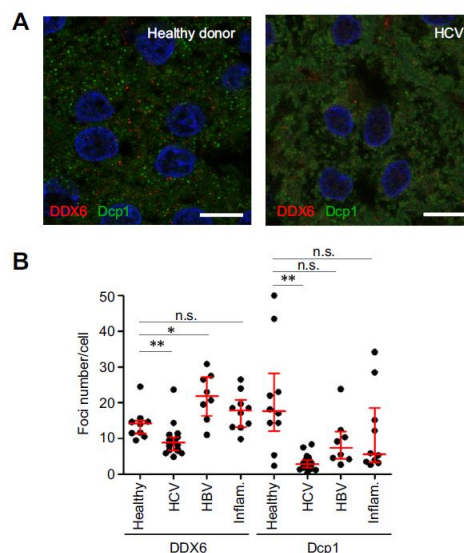 A
Healthy donor
HCV
DDX6 Dcp1
DDX6 Dcp1
B
n.s.
n.s.
n.s.
*
**
**
Foci number/cell
50
40
30
20
10
0
Healthy
HCV
HBV
Inflam.
Healthy
HCV
HBV
Inflam.
DDX6
Dcp1